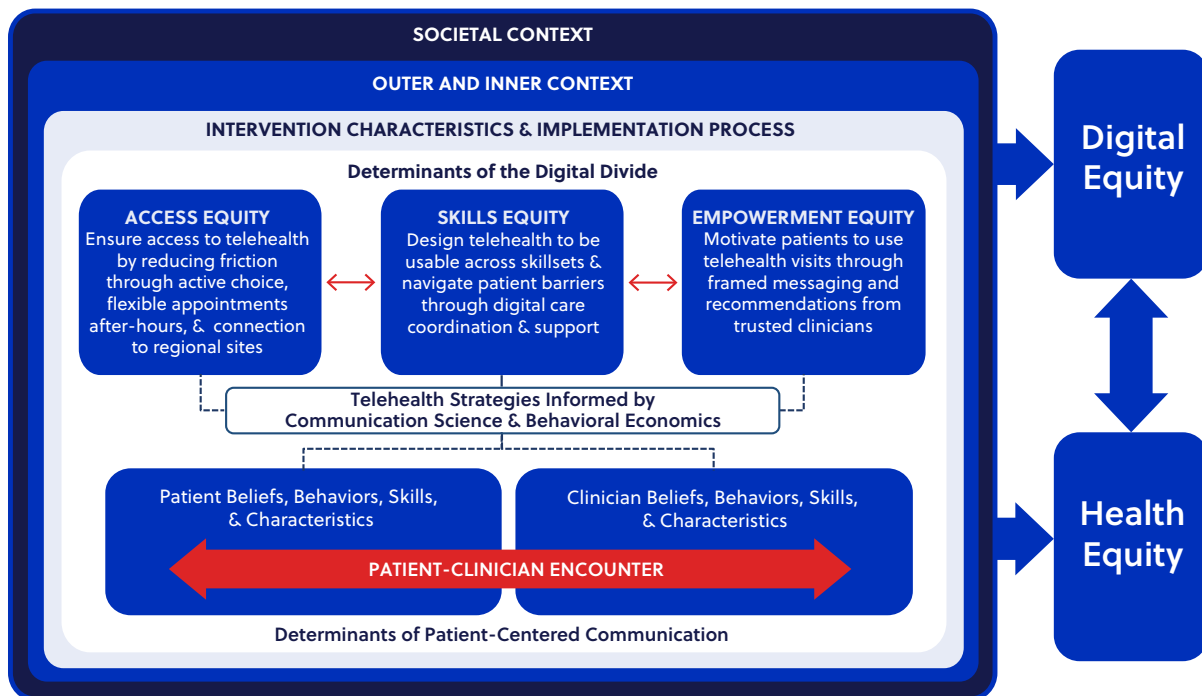 SOCIETAL CONTEXT
OUTER AND INNER CONTEXT
INTERVENTION CHARACTERISTICS & IMPLEMENTATION PROCESS
Determinants of the Digital Divide
ACCESS EQUITY
Ensure access to telehealth
by reducing friction
through active choice,
flexible appointments
after-hours, & connection
to regional sites
SKILLS EQUITY
Design telehealth to be
usable across skillsets &
navigate patient barriers
through digital care
coordination & support
EMPOWERMENT EQUITY
Motivate patients to use
telehealth visits through
framed messaging and
recommendations from
trusted clinicians
Telehealth Strategies Informed by
Communication Science & Behavioral Economics
Patient Beliefs, Behaviors, Skills,
& Characteristics
Clinician Beliefs, Behaviors, Skills,
& Characteristics
PATIENT-CLINICIAN ENCOUNTER
Determinants of Patient-Centered Communication
Digital
Equity
Health
Equity